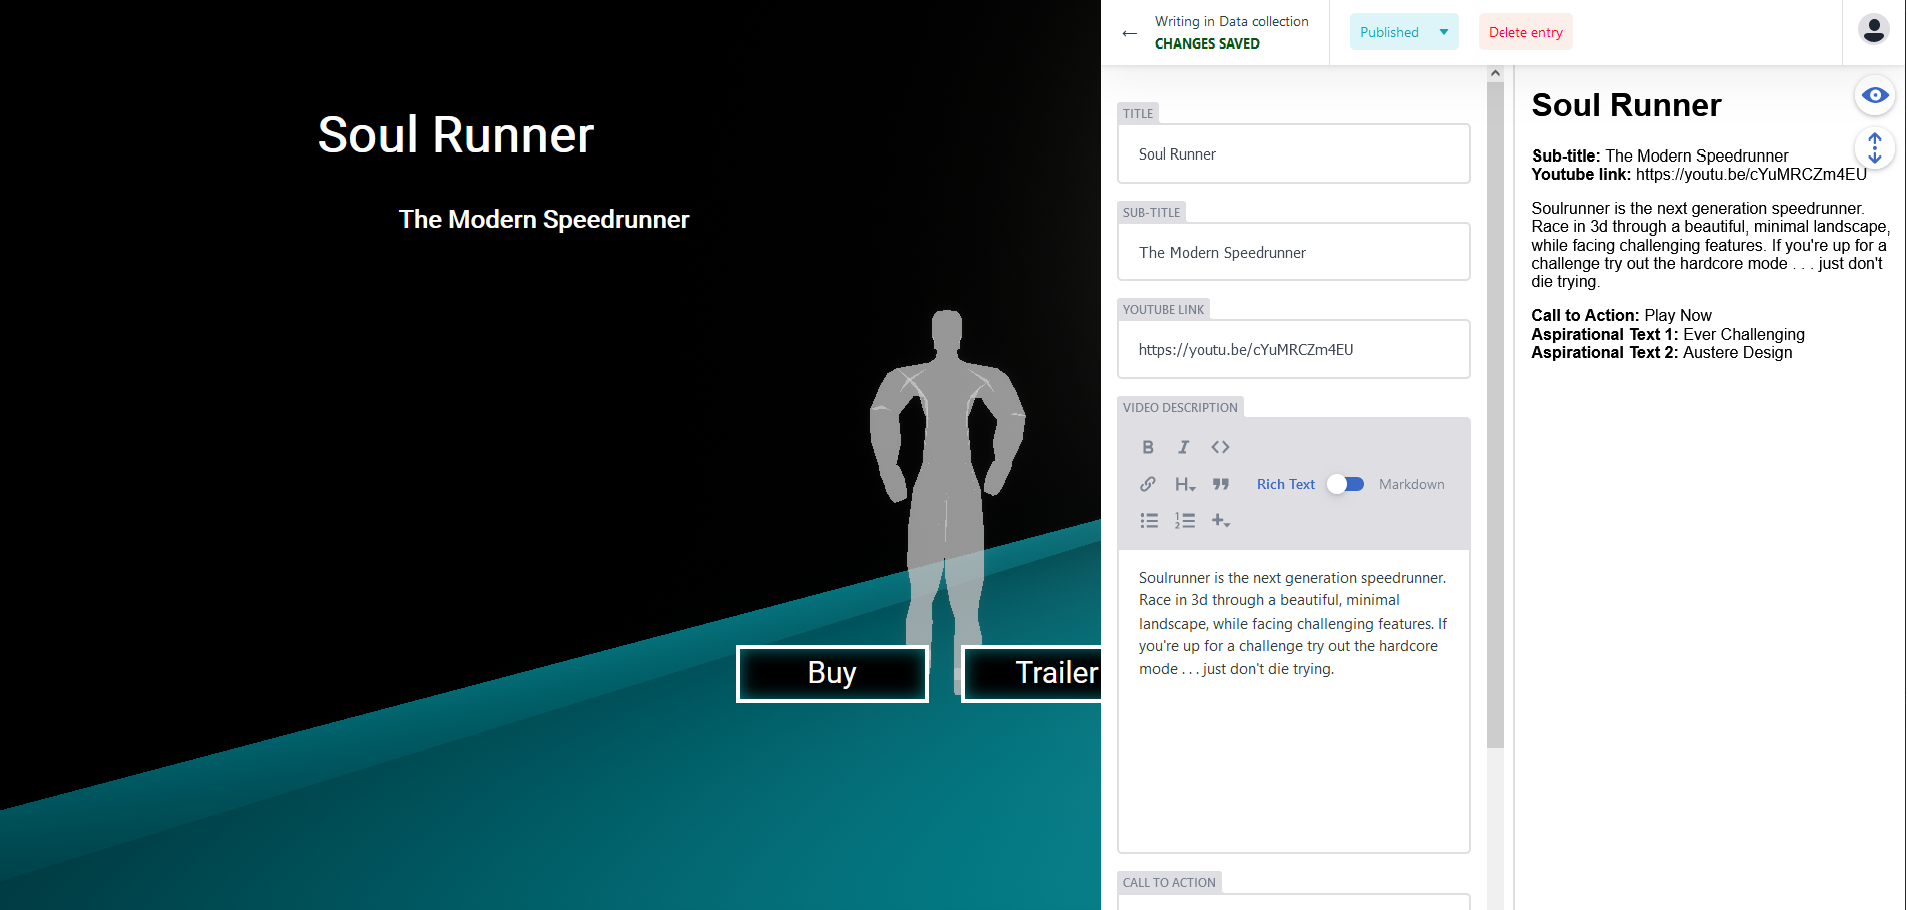 Soul Runner
The Modern Speedrunner
Buy
Trailer
Writing in Data collection
CHANGES SAVED
Published
Delete entry
TITLE
Soul Runner
SUB-TITLE
The Modern Speedrunner
YOUTUBE LINK
https://youtu.be/cYuMRCZm4EU
VIDEO DESCRIPTION
Rich Text
Markdown
Soulrunner is the next generation speedrunner.
Race in 3d through a beautiful, minimal
landscape, while facing challenging features. If
you're up for a challenge try out the hardcore
mode . . . just don't die trying.
CALL TO ACTION
Soul Runner
Sub-title: The Modern Speedrunner
Youtube link: https://youtu.be/cYuMRCZm4EU
Soulrunner is the next generation speedrunner.
Race in 3d through a beautiful, minimal landscape,
while facing challenging features. If you're up for a
challenge try out the hardcore mode . . . just don't
die trying.
Call to Action: Play Now
Aspirational Text 1: Ever Challenging
Aspirational Text 2: Austere Design